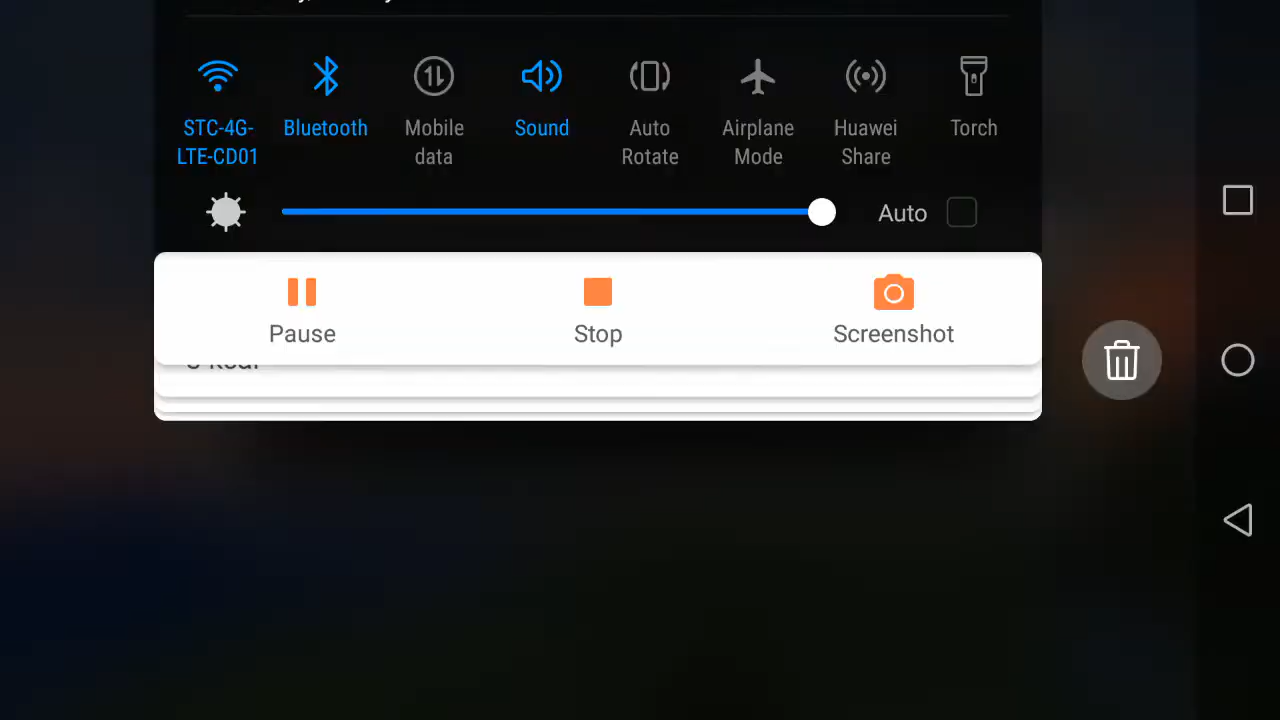 STC-4G-LTE-CD01
Bluetooth
Mobile data
Sound
Auto Rotate
Airplane Mode
Huawei Share
Torch
Auto
Pause
Stop
Screenshot